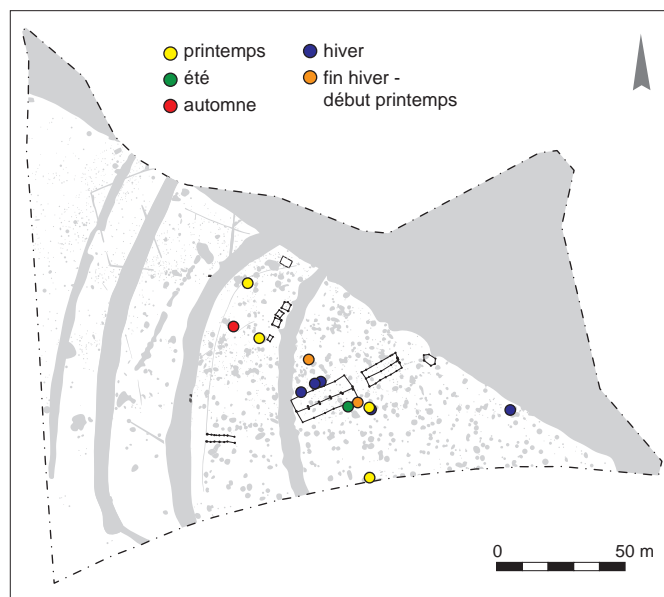 printemps
été
automne
hiver
fin hiver -
début printemps
0 50 m